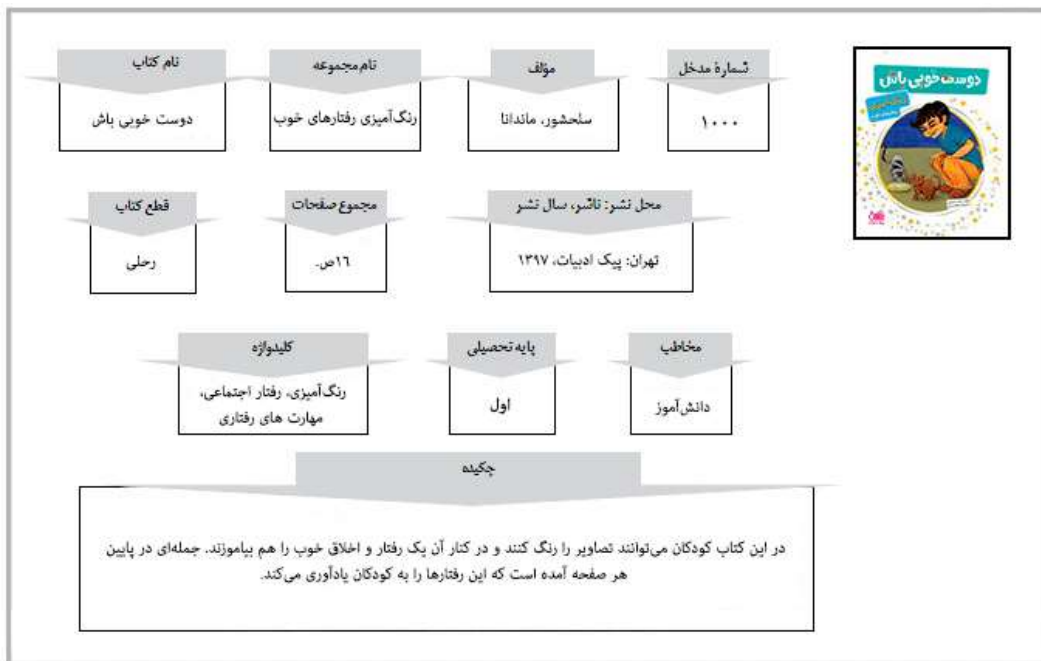 شمارهٔ مدخل
۱۰۰۰
مؤلف
سلحشور، ماندانا
نام مجموعه
رنگ‌آمیزی رفتارهای خوب
نام کتاب
دوست خوبی باش
دوست خوبی باش
محل نشر: ناشر، سال نشر
تهران: پیک ادبیات، ۱۳۹۷
مجموع صفحات
۱۶ص.
قطع کتاب
رحلی
مخاطب
دانش‌آموز
پایه تحصیلی
اول
کلیدواژه
رنگ‌آمیزی، رفتار اجتماعی،
مهارت های رفتاری
چکیده
در این کتاب کودکان می‌توانند تصاویر را رنگ کنند و در کنار آن یک رفتار و اخلاق خوب را هم بیاموزند. جمله‌ای در پایین
هر صفحه آمده است که این رفتارها را به کودکان یادآوری می‌کند.